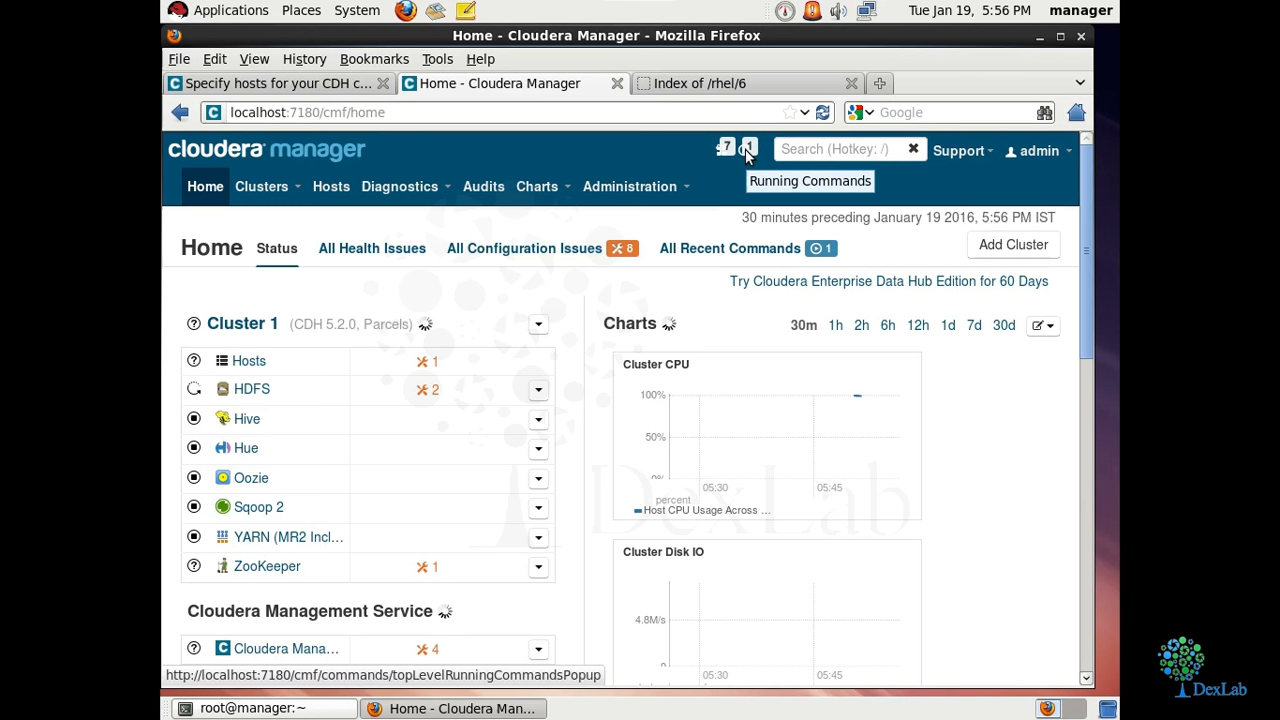 Applications Places System Tue Jan 19, 5:56 PM manager
Home - Cloudera Manager - Mozilla Firefox
File Edit View History Bookmarks Tools Help
Specify hosts for your CDH c... Home - Cloudera Manager Index of /rhel/6
localhost:7180/cmf/home Google
cloudera manager 7 1 Search (Hotkey: /) Support admin
Running Commands
Home Clusters Hosts Diagnostics Audits Charts Administration
30 minutes preceding January 19 2016, 5:56 PM IST
Home Status All Health Issues All Configuration Issues 8 All Recent Commands 1 Add Cluster
Try Cloudera Enterprise Data Hub Edition for 60 Days
Cluster 1 (CDH 5.2.0, Parcels)
Charts 30m 1h 2h 6h 12h 1d 7d 30d
Hosts 1
HDFS 2
Hive
Hue
Oozie
Sqoop 2
YARN (MR2 Incl...
ZooKeeper 1
Cluster CPU
100%
50%
0%
05:30 05:45
percent
Host CPU Usage Across ...
DexLab
Cluster Disk IO
4.8M/s
0
05:30 05:45
Cloudera Management Service
Cloudera Mana... 4
http://localhost:7180/cmf/commands/topLevelRunningCommandsPopup
root@manager:~ Home - Cloudera Man...
DexLab